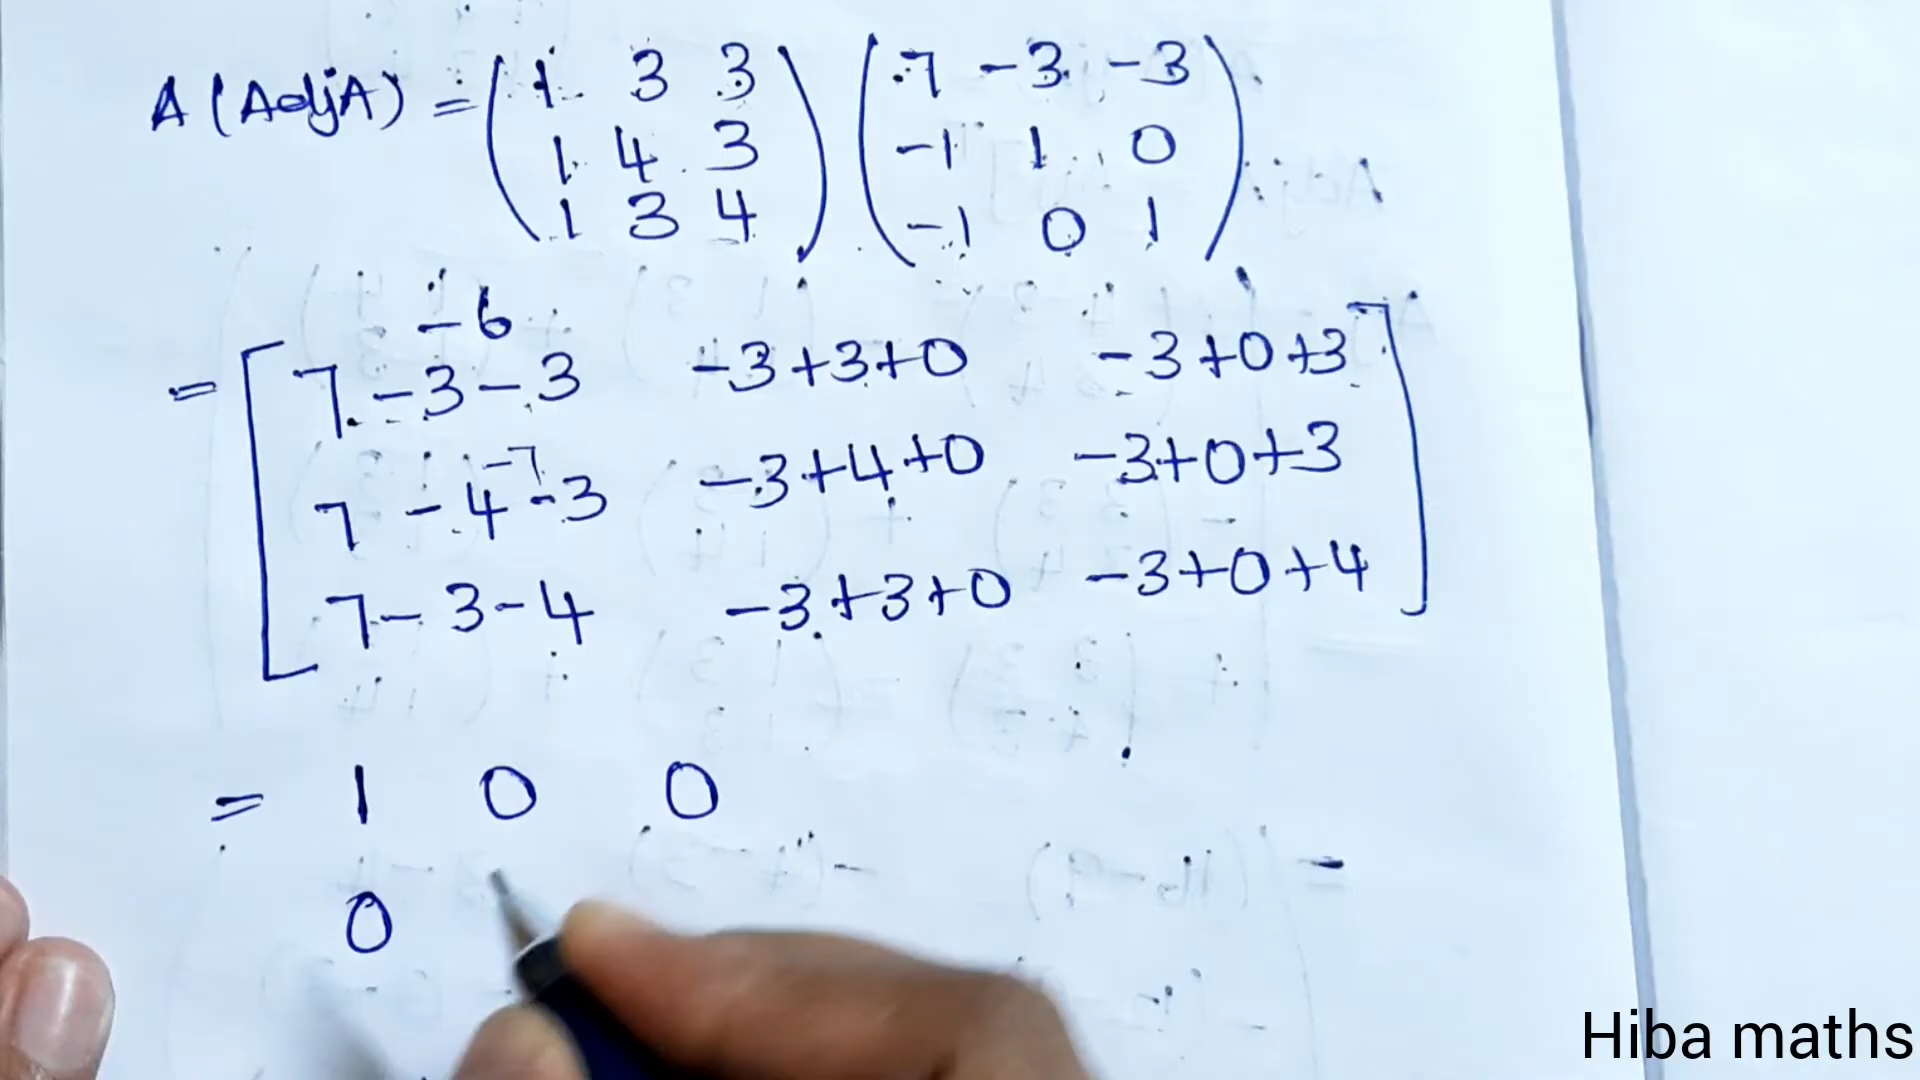 A (AdjA) = ( 1 3 3 ) ( 7 -3 -3 )
1 4 3 -1 1 0
1 3 4 -1 0 1
-6
= [ 7 -3 -3 -3+3+0 -3+0+3 ]
-7
7 -4 -3 -3+4+0 -3+0+3
7 -3 -4 -3+3+0 -3+0+4
= 1 0 0
0
Hiba maths